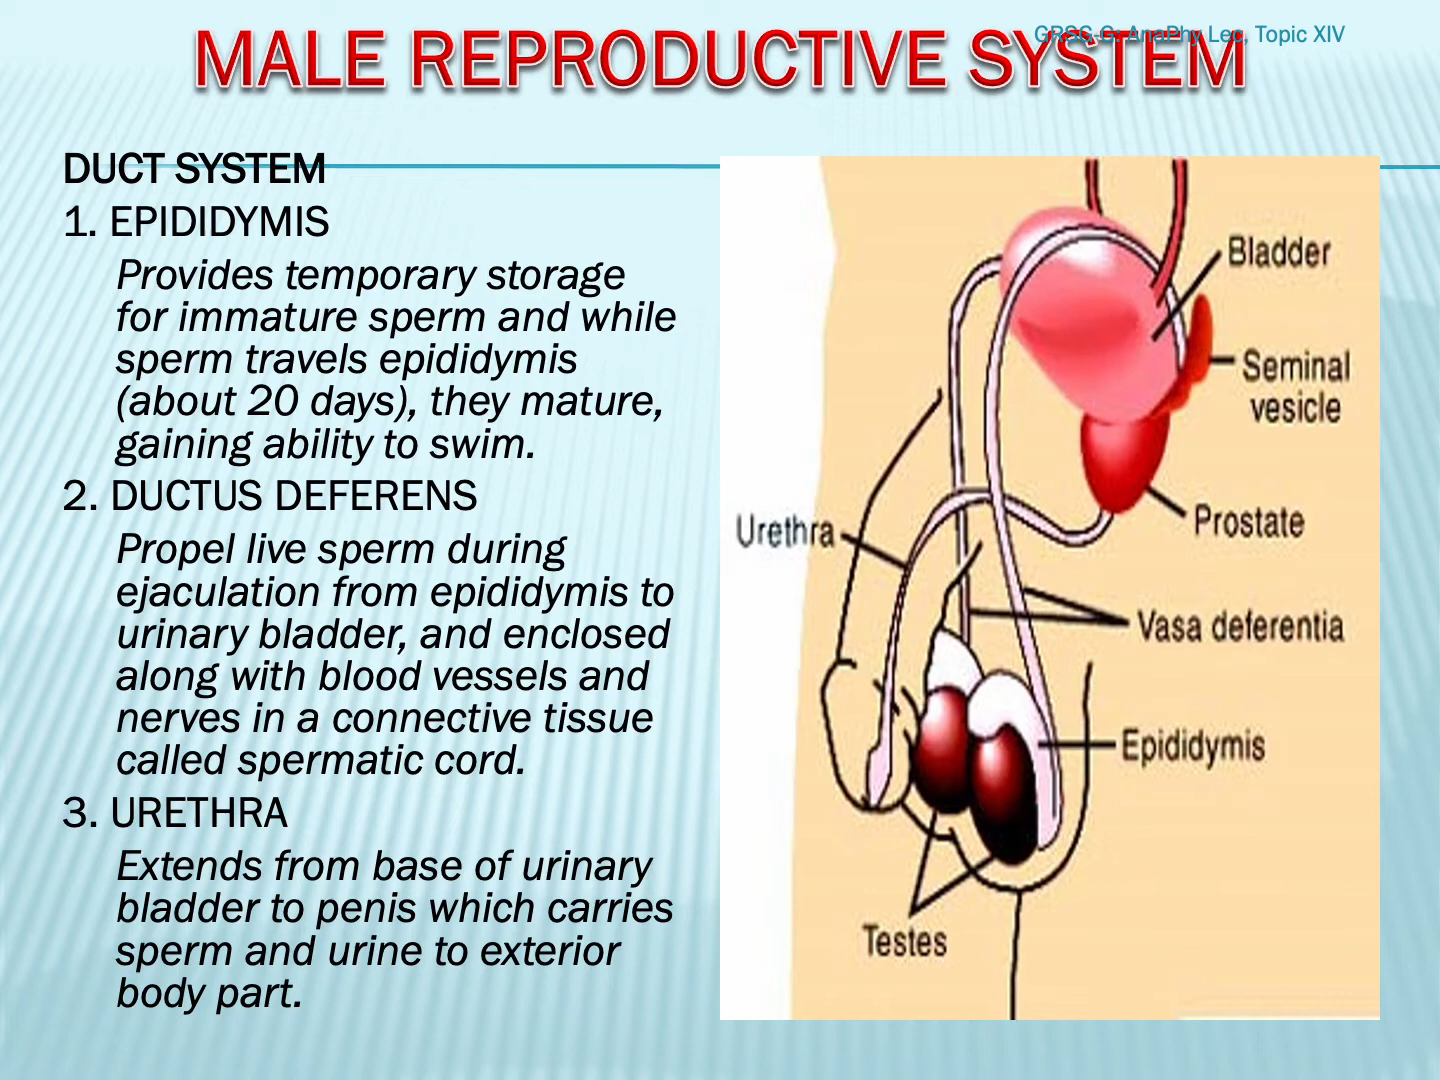 MALE REPRODUCTIVE SYSTEM
GRSC-G: AnaPhy Lec, Topic XIV
DUCT SYSTEM
1. EPIDIDYMIS
Provides temporary storage
for immature sperm and while
sperm travels epididymis
(about 20 days), they mature,
gaining ability to swim.
2. DUCTUS DEFERENS
Propel live sperm during
ejaculation from epididymis to
urinary bladder, and enclosed
along with blood vessels and
nerves in a connective tissue
called spermatic cord.
3. URETHRA
Extends from base of urinary
bladder to penis which carries
sperm and urine to exterior
body part.
Bladder
Seminal
vesicle
Prostate
Urethra
Vasa deferentia
Epididymis
Testes